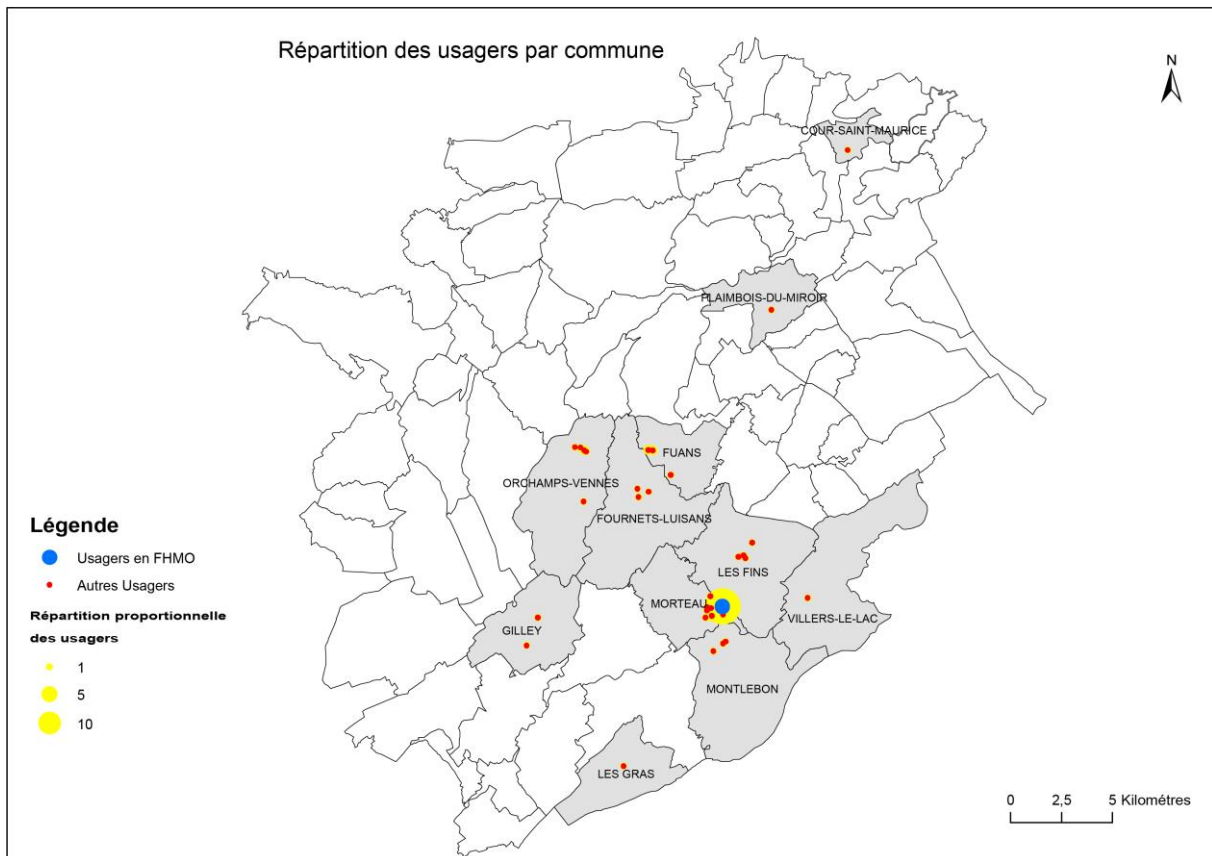 Répartition des usagers par commune
N
COUR-SAINT-MAURICE
PLAIMBOIS-DU-MIROIR
FUANS
ORCHAMPS-VENNES
FOURNETS-LUISANS
LES FINS
MORTEAU
VILLERS-LE-LAC
GILLEY
MONTLEBON
LES GRAS
Légende
Usagers en FHMO
Autres Usagers
Répartition proportionnelle
des usagers
1
5
10
0 2,5 5 Kilométres